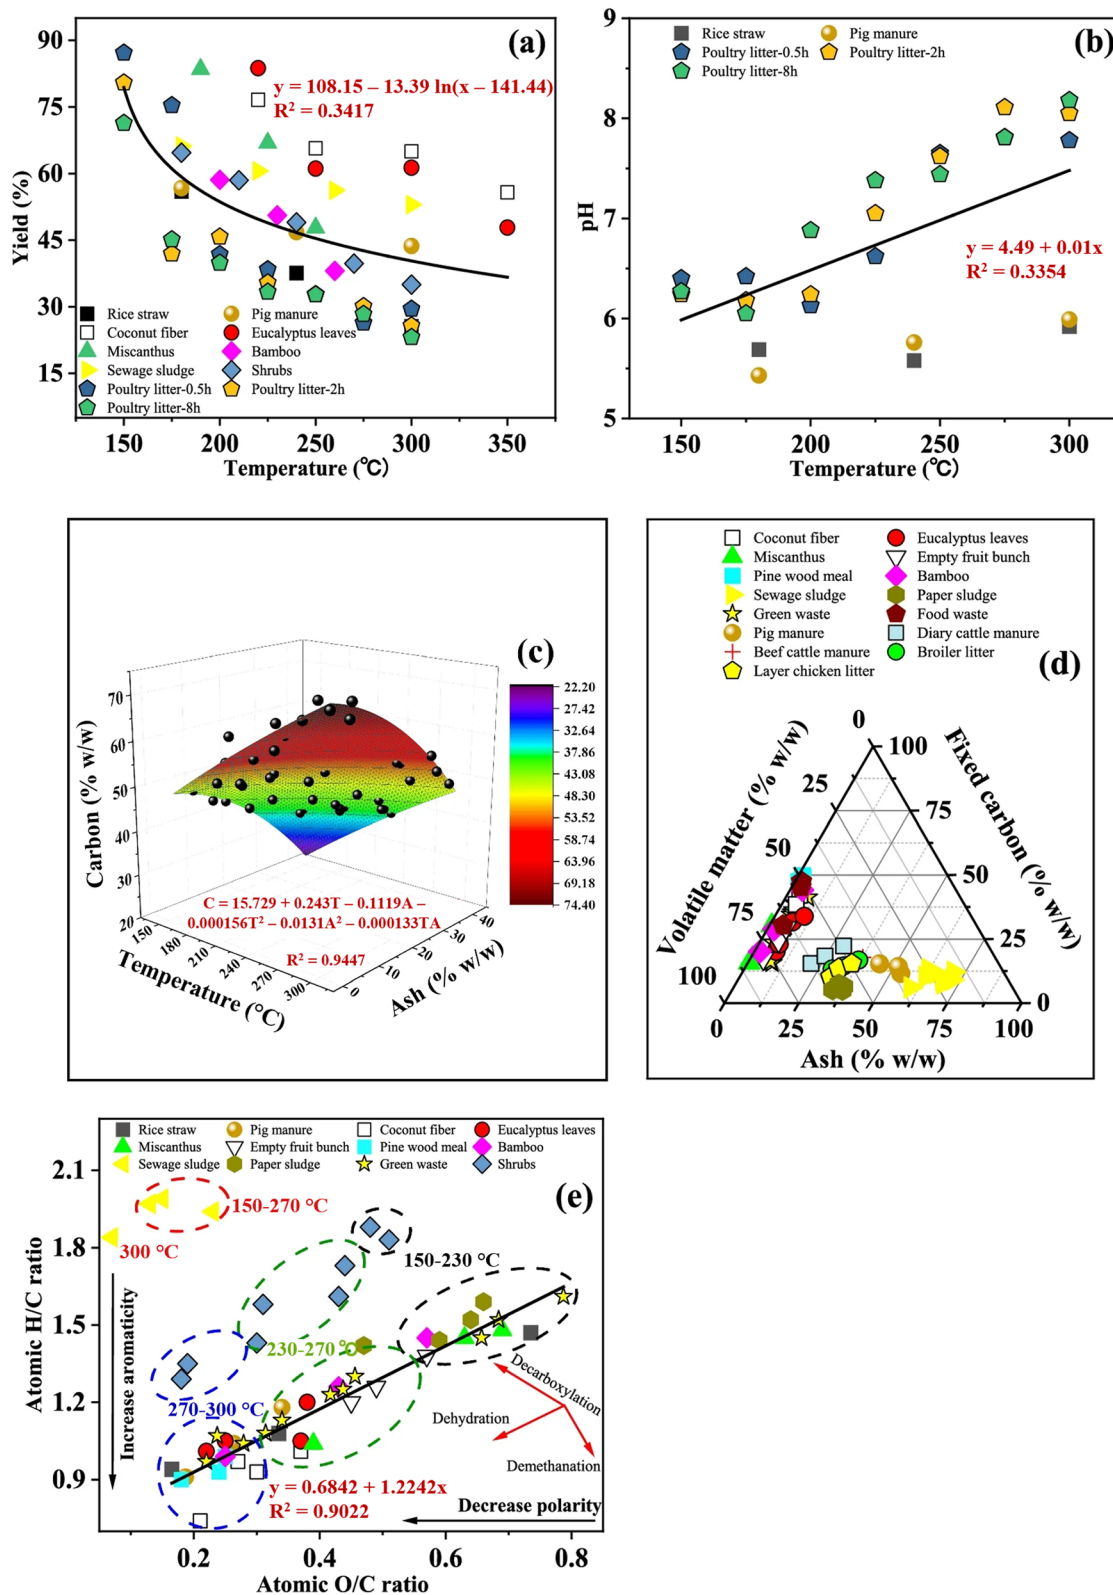 (a)
y = 108.15 – 13.39 ln(x – 141.44)
R² = 0.3417
Yield (%)
90
75
60
45
30
15
Rice straw
Pig manure
Coconut fiber
Eucalyptus leaves
Miscanthus
Bamboo
Sewage sludge
Shrubs
Poultry litter-0.5h
Poultry litter-2h
Poultry litter-8h
150 200 250 300 350
Temperature (℃)
(b)
Rice straw
Pig manure
Poultry litter-0.5h
Poultry litter-2h
Poultry litter-8h
pH
9
8
7
6
5
y = 4.49 + 0.01x
R² = 0.3354
150 200 250 300
Temperature (℃)
(c)
Carbon (% w/w)
70
60
50
40
30
20
22.20
27.42
32.64
37.86
43.08
48.30
53.52
58.74
63.96
69.18
74.40
C = 15.729 + 0.243T – 0.1119A –
0.000156T² – 0.0131A² – 0.000133TA
R² = 0.9447
150 180 210 240 270 300
Temperature (°C)
0 10 20 30 40
Ash (% w/w)
(d)
Coconut fiber
Eucalyptus leaves
Miscanthus
Empty fruit bunch
Pine wood meal
Bamboo
Sewage sludge
Paper sludge
Green waste
Food waste
Pig manure
Diary cattle manure
Beef cattle manure
Broiler litter
Layer chicken litter
Volatile matter (% w/w)
0
25
50
75
100
Fixed carbon (% w/w)
100
75
50
25
0
0 25 50 75 100
Ash (% w/w)
(e)
Rice straw
Pig manure
Coconut fiber
Eucalyptus leaves
Miscanthus
Empty fruit bunch
Pine wood meal
Bamboo
Sewage sludge
Paper sludge
Green waste
Shrubs
Atomic H/C ratio
2.1
1.8
1.5
1.2
0.9
150-270 °C
300 °C
150-230 °C
230-270 ℃
270-300 °C
Increase aromaticity
Decarboxylation
Dehydration
Demethanation
y = 0.6842 + 1.2242x
R² = 0.9022
Decrease polarity
0.2 0.4 0.6 0.8
Atomic O/C ratio